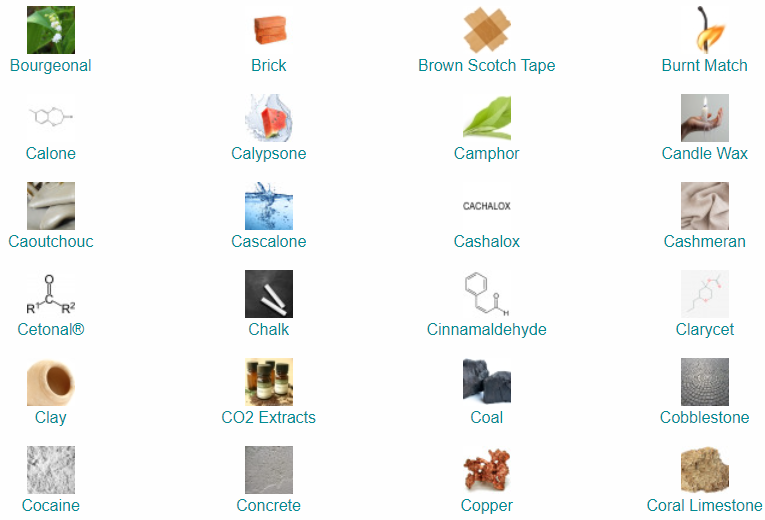 Bourgeonal
Brick
Brown Scotch Tape
Burnt Match
Calone
Calypsone
Camphor
Candle Wax
CACHALOX
Caoutchouc
Cascalone
Cashalox
Cashmeran
O
R¹ C R²
O
H
Cetonal®
Chalk
Cinnamaldehyde
Clarycet
Clay
CO2 Extracts
Coal
Cobblestone
Cocaine
Concrete
Copper
Coral Limestone